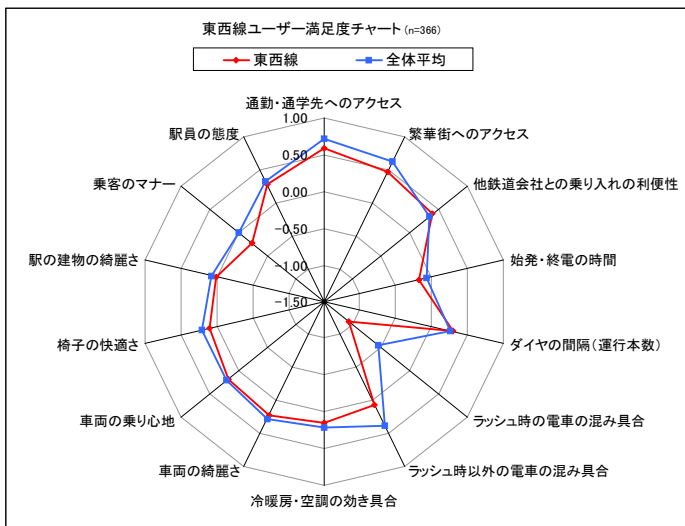 東西線ユーザー満足度チャート (n=366)
東西線 全体平均
通勤・通学先へのアクセス
繁華街へのアクセス
他鉄道会社との乗り入れの利便性
始発・終電の時間
ダイヤの間隔(運行本数)
ラッシュ時の電車の混み具合
ラッシュ時以外の電車の混み具合
冷暖房・空調の効き具合
車両の綺麗さ
車両の乗り心地
椅子の快適さ
駅の建物の綺麗さ
乗客のマナー
駅員の態度
1.00
0.50
0.00
-0.50
-1.00
-1.50